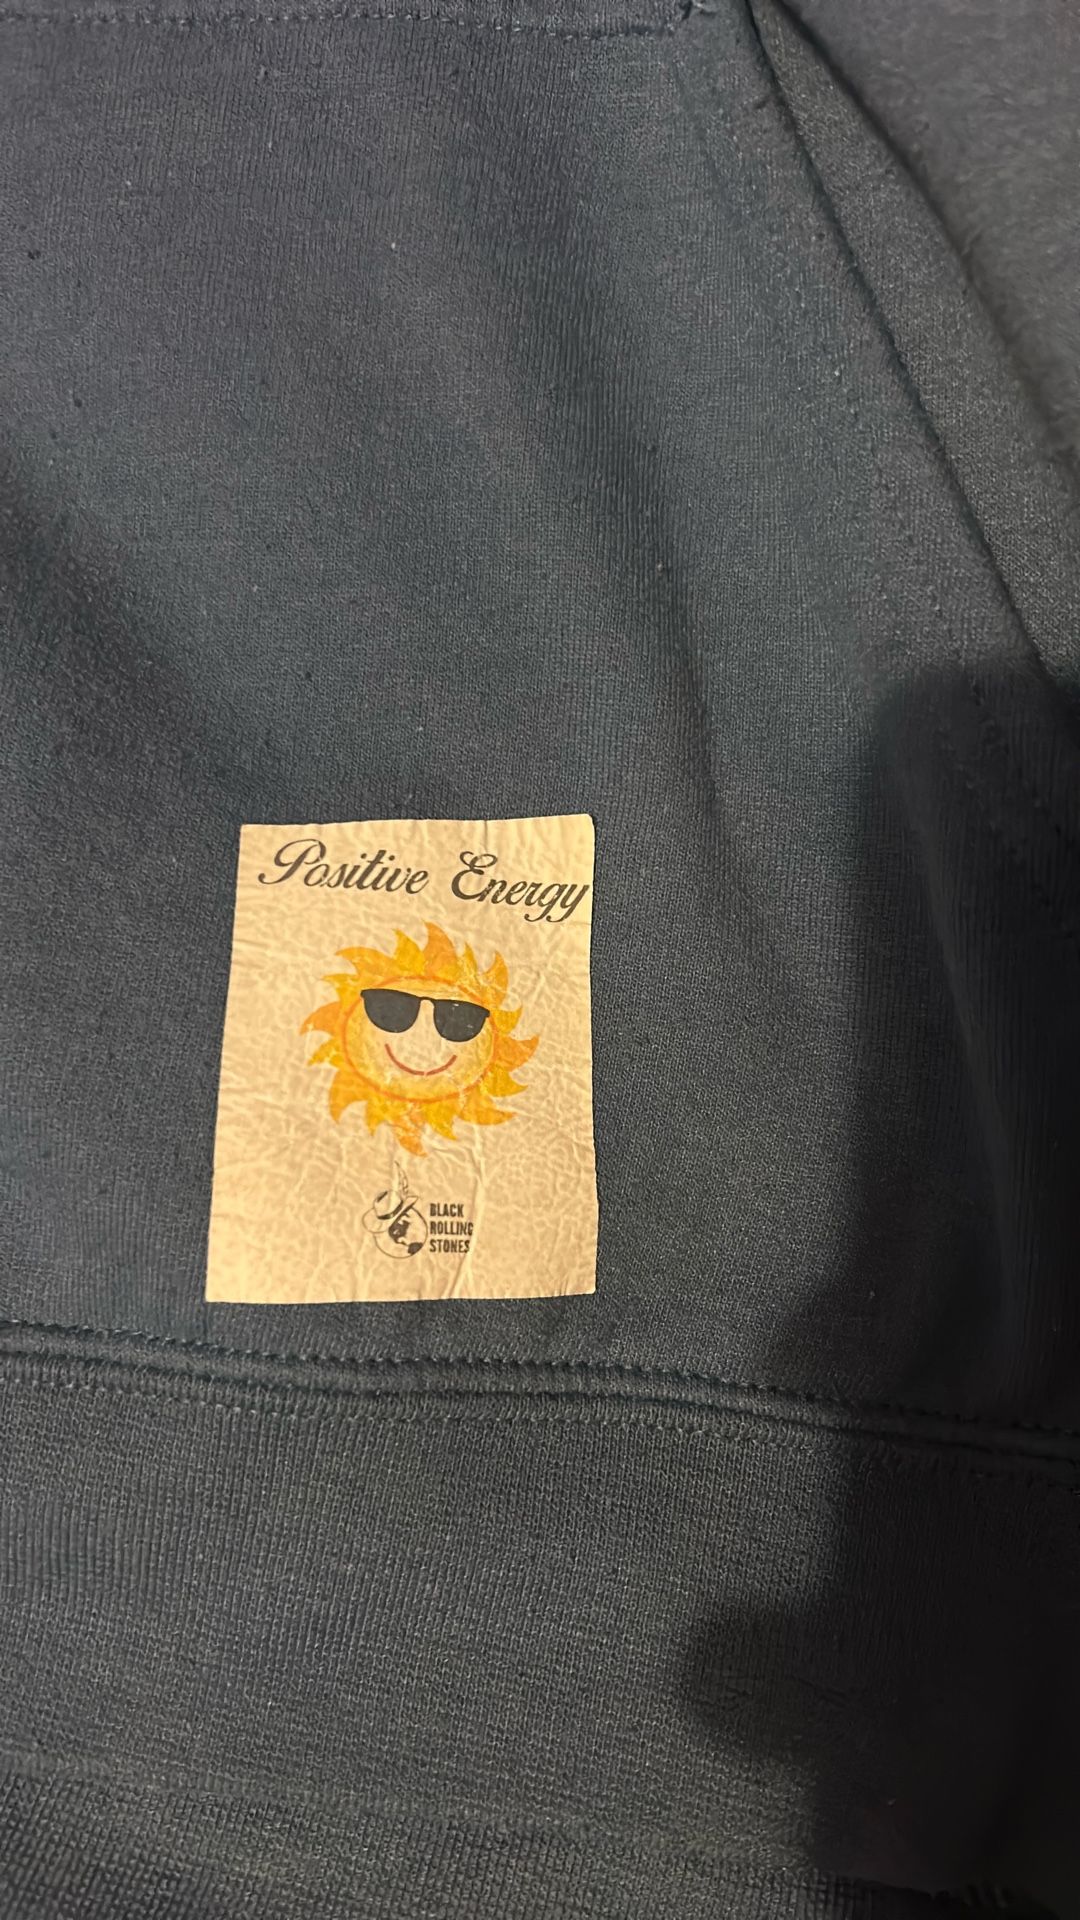 Positive Energy
BLACK
ROLLING
STONES